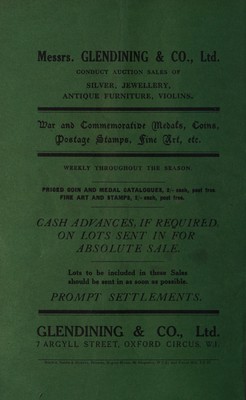 Messrs. GLENDINING & CO., Ltd.
CONDUCT AUCTION SALES OF
SILVER, JEWELLERY,
ANTIQUE FURNITURE, VIOLINS.
War and Commemorative Medals, Coins,
Postage Stamps, Fine Art, etc.
WEEKLY THROUGHOUT THE SEASON.
PRICED COIN AND MEDAL CATALOGUES, 2/- each, post free.
FINE ART AND STAMPS, 2/- each, post free.
CASH ADVANCES, IF REQUIRED,
ON LOTS SENT IN FOR
ABSOLUTE SALE.
Lots to be included in these Sales
should be sent in as soon as possible.
PROMPT SETTLEMENTS.
GLENDINING & CO., Ltd.
7 ARGYLL STREET, OXFORD CIRCUS, W.1.